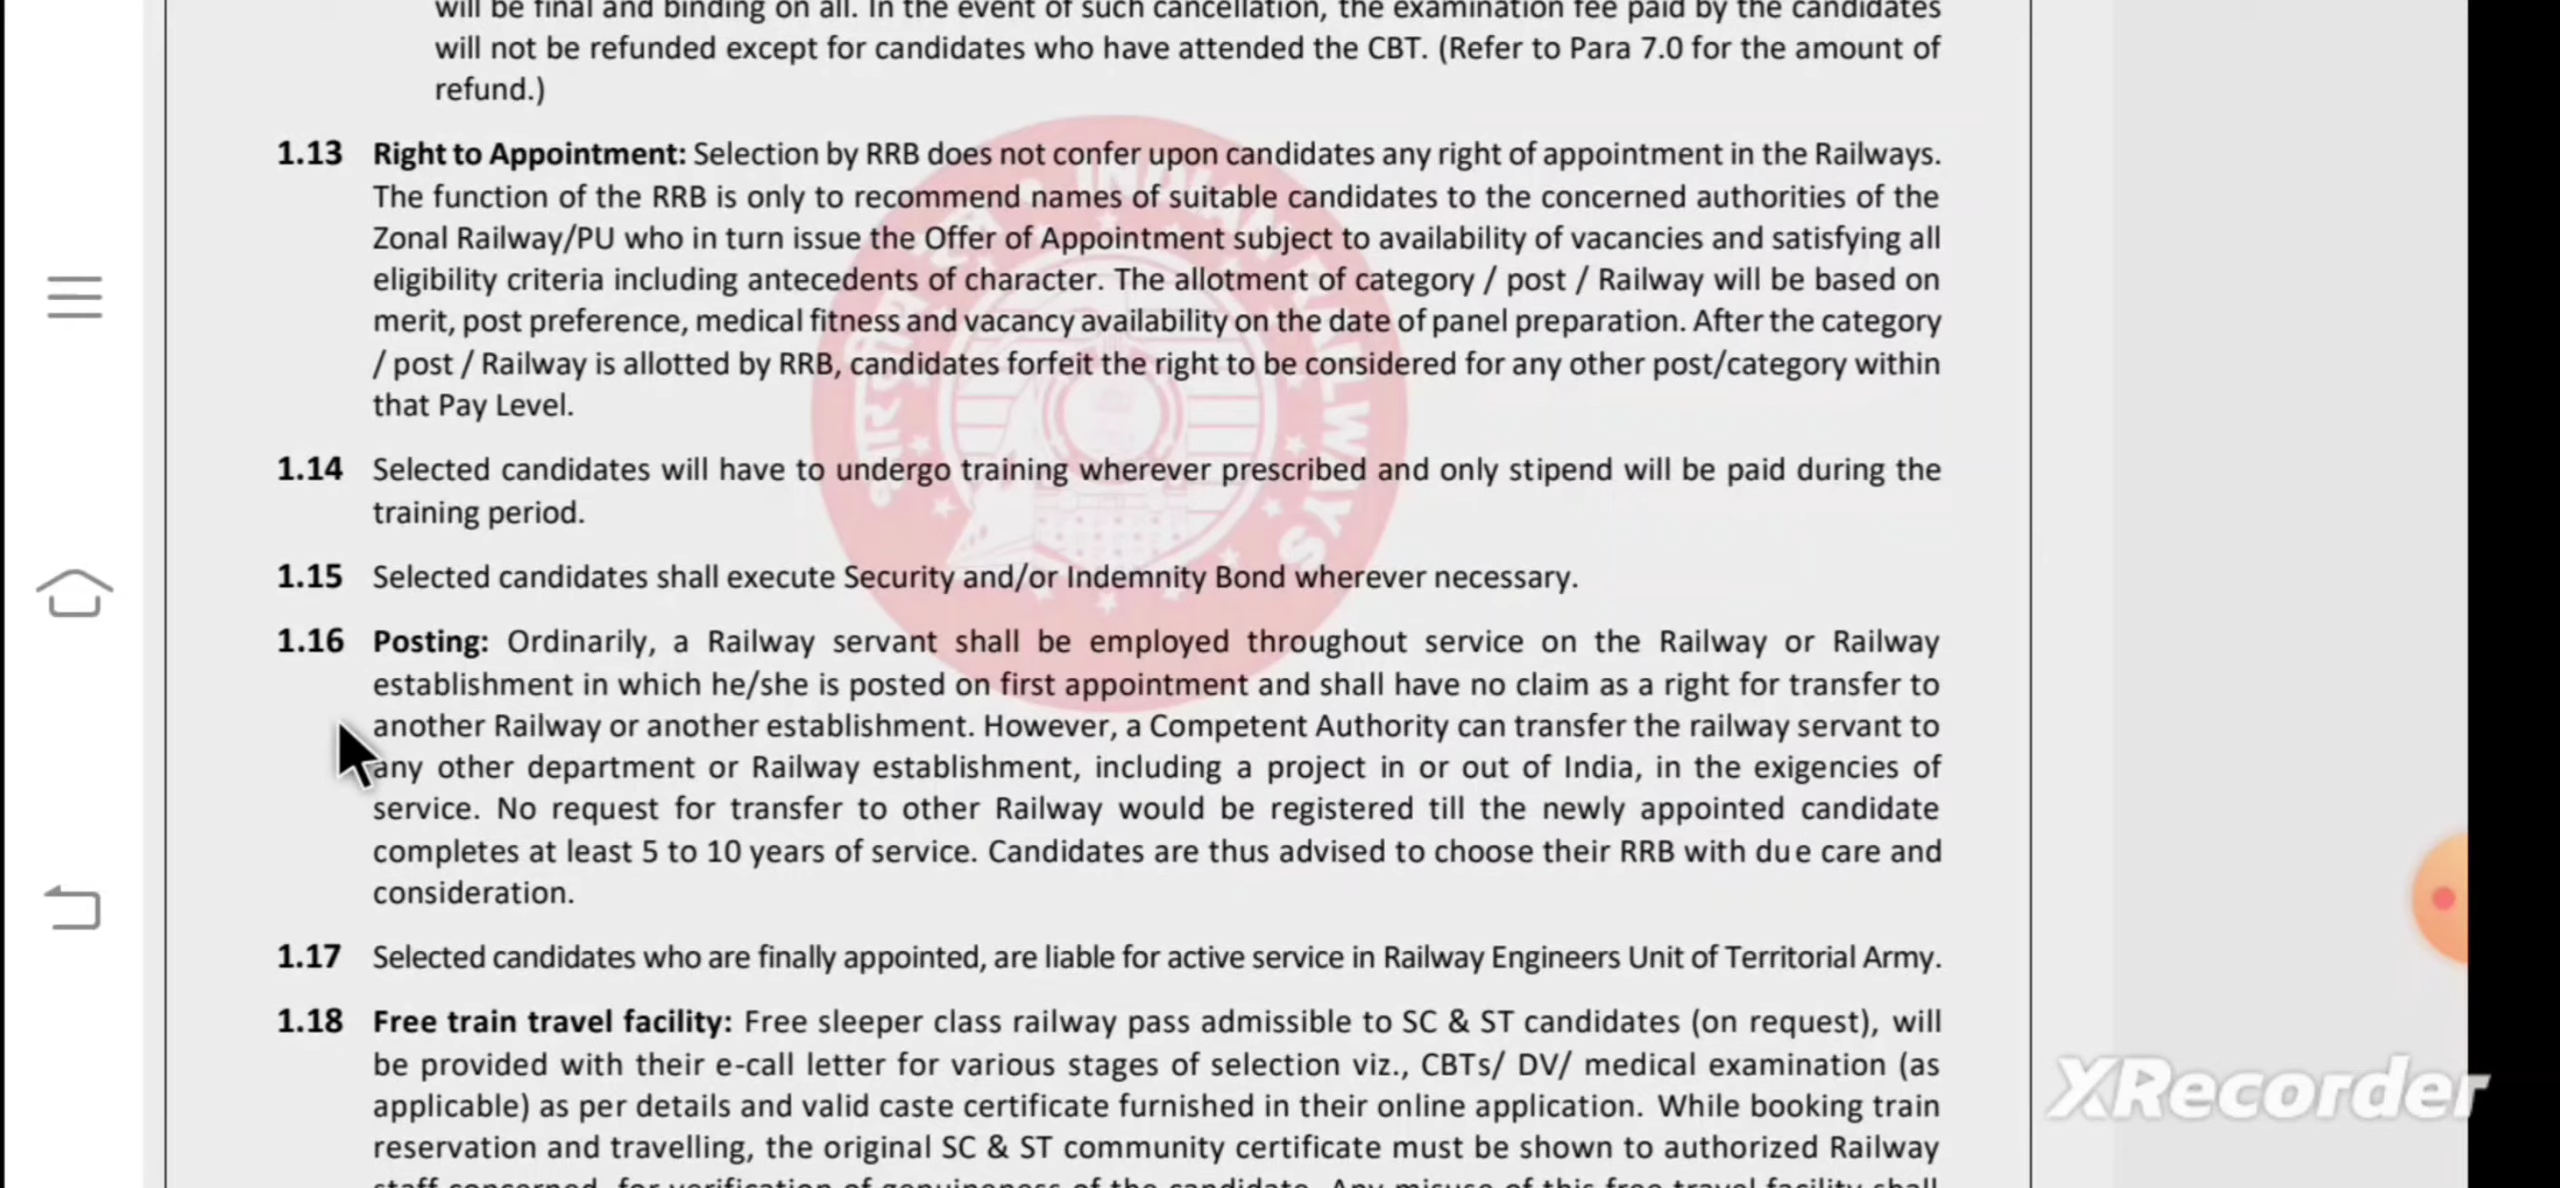 will be final and binding on all. In the event of such cancellation, the examination fee paid by the candidates
will not be refunded except for candidates who have attended the CBT. (Refer to Para 7.0 for the amount of
refund.)
1.13 Right to Appointment: Selection by RRB does not confer upon candidates any right of appointment in the Railways.
The function of the RRB is only to recommend names of suitable candidates to the concerned authorities of the
Zonal Railway/PU who in turn issue the Offer of Appointment subject to availability of vacancies and satisfying all
eligibility criteria including antecedents of character. The allotment of category / post / Railway will be based on
merit, post preference, medical fitness and vacancy availability on the date of panel preparation. After the category
/ post / Railway is allotted by RRB, candidates forfeit the right to be considered for any other post/category within
that Pay Level.
1.14 Selected candidates will have to undergo training wherever prescribed and only stipend will be paid during the
training period.
1.15 Selected candidates shall execute Security and/or Indemnity Bond wherever necessary.
1.16 Posting: Ordinarily, a Railway servant shall be employed throughout service on the Railway or Railway
establishment in which he/she is posted on first appointment and shall have no claim as a right for transfer to
another Railway or another establishment. However, a Competent Authority can transfer the railway servant to
any other department or Railway establishment, including a project in or out of India, in the exigencies of
service. No request for transfer to other Railway would be registered till the newly appointed candidate
completes at least 5 to 10 years of service. Candidates are thus advised to choose their RRB with due care and
consideration.
1.17 Selected candidates who are finally appointed, are liable for active service in Railway Engineers Unit of Territorial Army.
1.18 Free train travel facility: Free sleeper class railway pass admissible to SC & ST candidates (on request), will
be provided with their e-call letter for various stages of selection viz., CBTs/ DV/ medical examination (as
applicable) as per details and valid caste certificate furnished in their online application. While booking train
reservation and travelling, the original SC & ST community certificate must be shown to authorized Railway
staff concerned, for verification of genuineness of the candidate. Any misuse of this free travel facility shall
INDIAN RAILWAYS
XRecorder